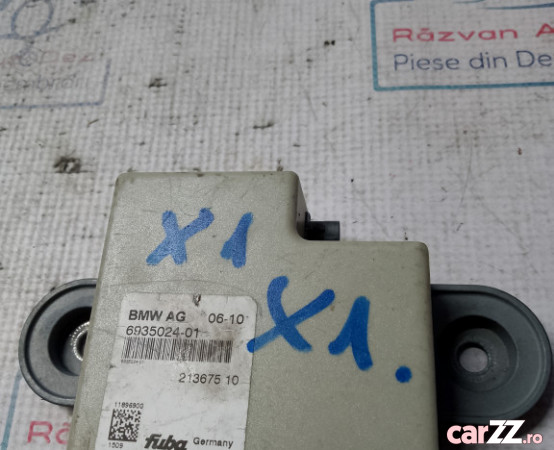 Răzvan A
Piese din De
X1
X1.
BMW AG 06-10
6935024-01
213675 10
fuba Germany
carZZ.ro